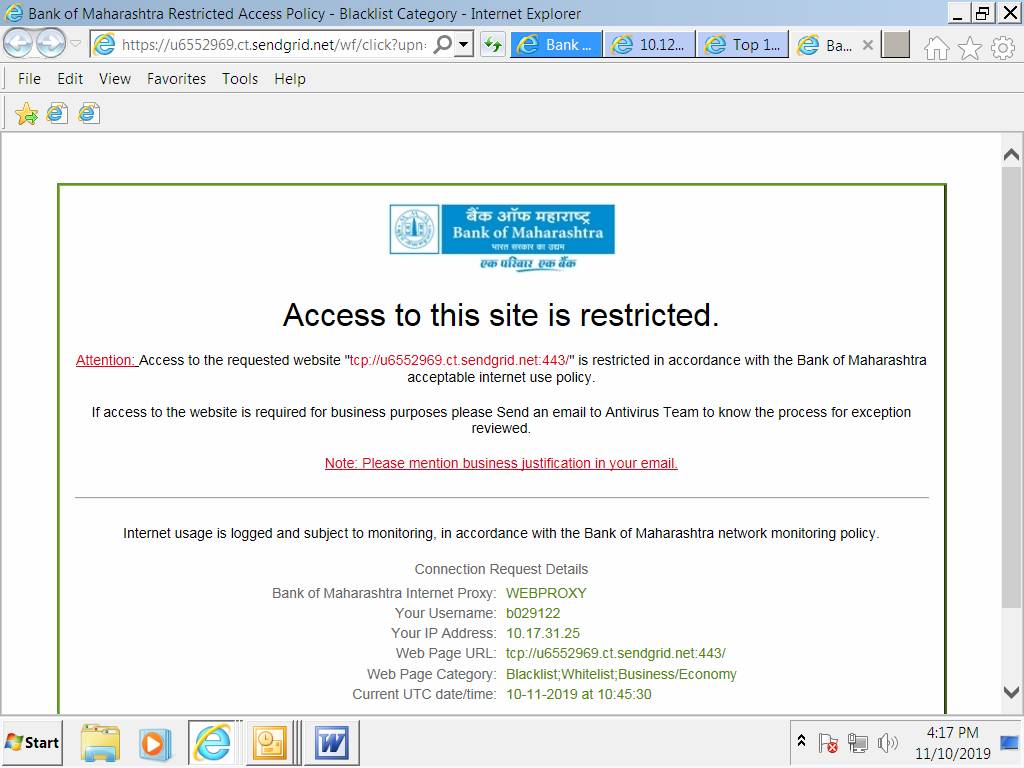 Bank of Maharashtra Restricted Access Policy - Blacklist Category - Internet Explorer
https://u6552969.ct.sendgrid.net/wf/click?upn=
Bank ...
10.12...
Top 1...
Ba...
File Edit View Favorites Tools Help
बैंक ऑफ महाराष्ट्र
Bank of Maharashtra
भारत सरकार का उद्यम
एक परिवार एक बैंक
Access to this site is restricted.
Attention: Access to the requested website "tcp://u6552969.ct.sendgrid.net:443/" is restricted in accordance with the Bank of Maharashtra
acceptable internet use policy.
If access to the website is required for business purposes please Send an email to Antivirus Team to know the process for exception
reviewed.
Note: Please mention business justification in your email.
Internet usage is logged and subject to monitoring, in accordance with the Bank of Maharashtra network monitoring policy.
Connection Request Details
Bank of Maharashtra Internet Proxy: WEBPROXY
Your Username: b029122
Your IP Address: 10.17.31.25
Web Page URL: tcp://u6552969.ct.sendgrid.net:443/
Web Page Category: Blacklist;Whitelist;Business/Economy
Current UTC date/time: 10-11-2019 at 10:45:30
Start
4:17 PM
11/10/2019